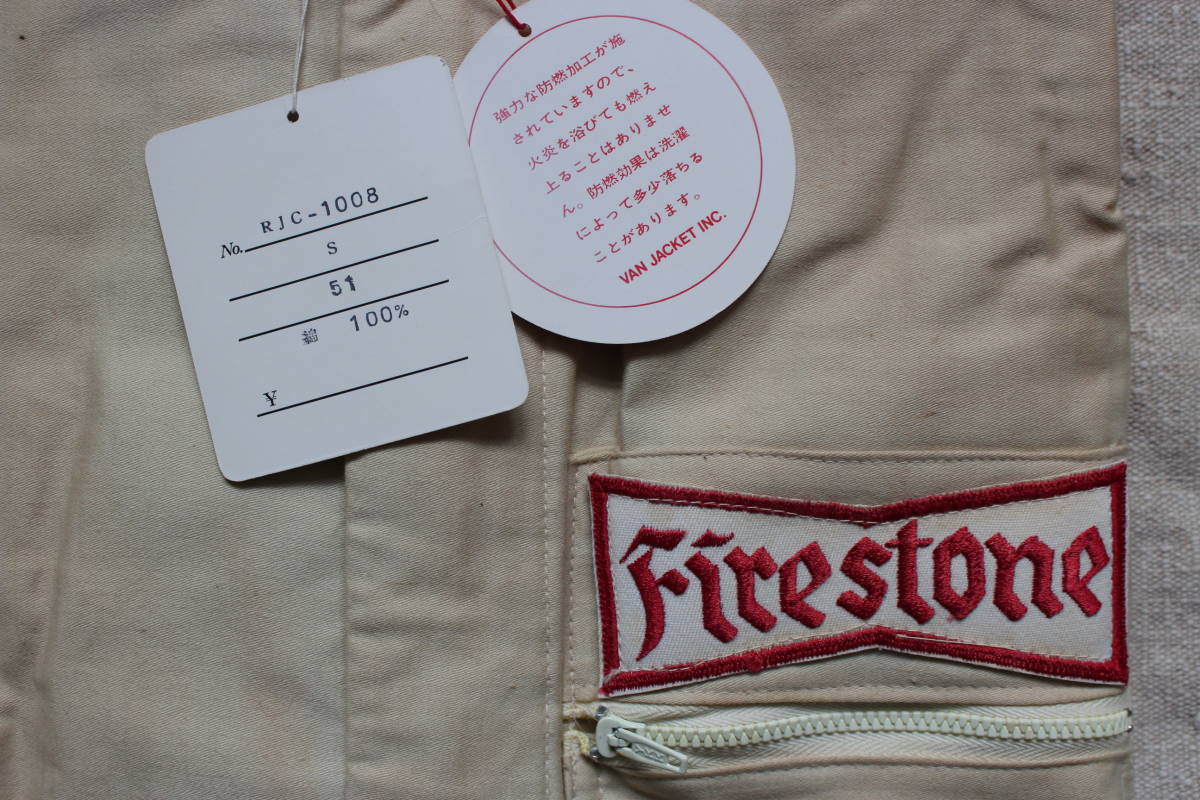 No. RJC-1008
S
51
綿 100%
¥
強力な防燃加工が施
されていますので、
火炎を浴びても燃え
上ることはありませ
ん。防燃効果は洗濯
によって多少落ちる
ことがあります。
VAN JACKET INC.
Firestone